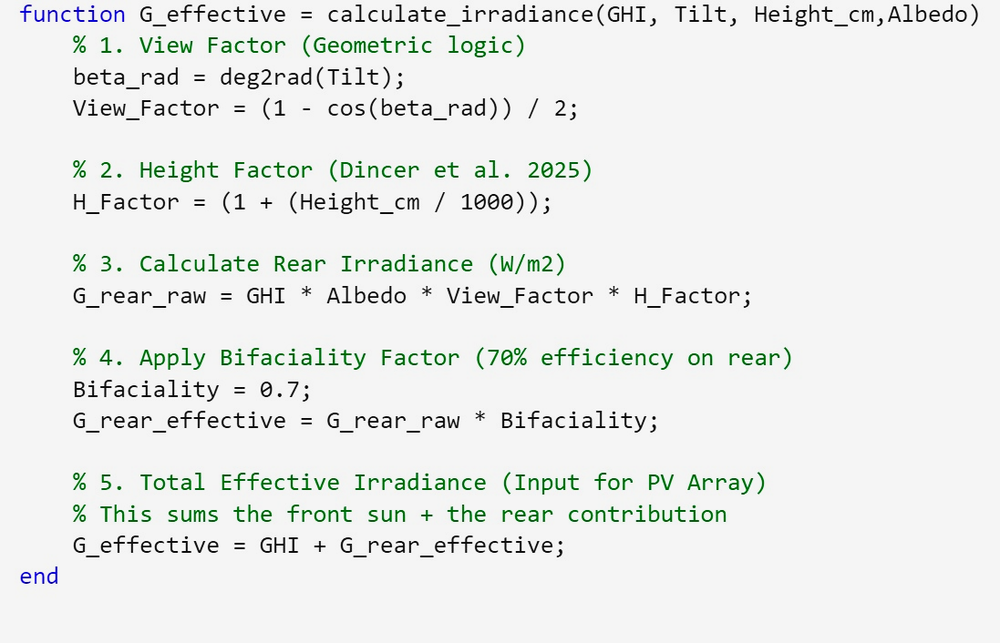 function G_effective = calculate_irradiance(GHI, Tilt, Height_cm,Albedo)
    % 1. View Factor (Geometric logic)
    beta_rad = deg2rad(Tilt);
    View_Factor = (1 - cos(beta_rad)) / 2;

    % 2. Height Factor (Dincer et al. 2025)
    H_Factor = (1 + (Height_cm / 1000));

    % 3. Calculate Rear Irradiance (W/m2)
    G_rear_raw = GHI * Albedo * View_Factor * H_Factor;

    % 4. Apply Bifaciality Factor (70% efficiency on rear)
    Bifaciality = 0.7;
    G_rear_effective = G_rear_raw * Bifaciality;

    % 5. Total Effective Irradiance (Input for PV Array)
    % This sums the front sun + the rear contribution
    G_effective = GHI + G_rear_effective;
end